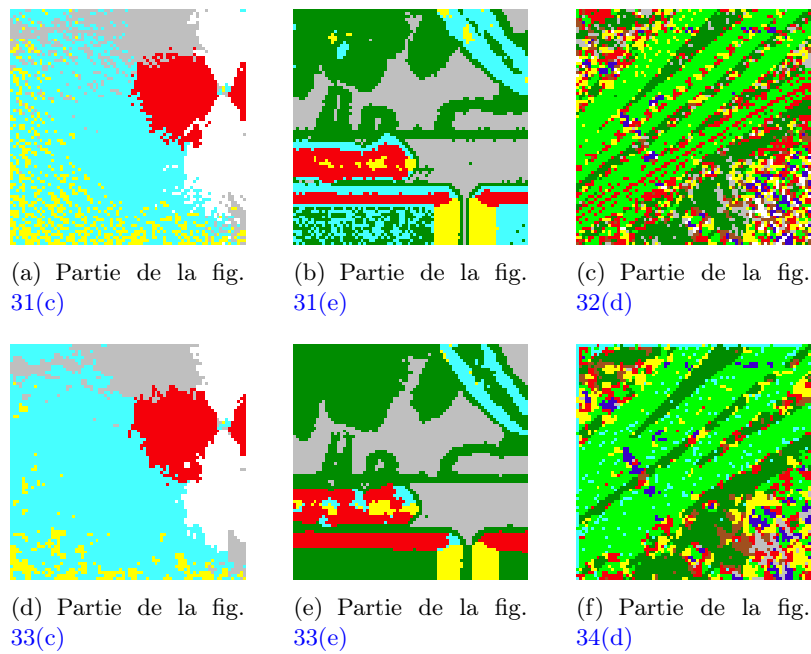 (a) Partie de la fig.
31(c)
(b) Partie de la fig.
31(e)
(c) Partie de la fig.
32(d)
(d) Partie de la fig.
33(c)
(e) Partie de la fig.
33(e)
(f) Partie de la fig.
34(d)